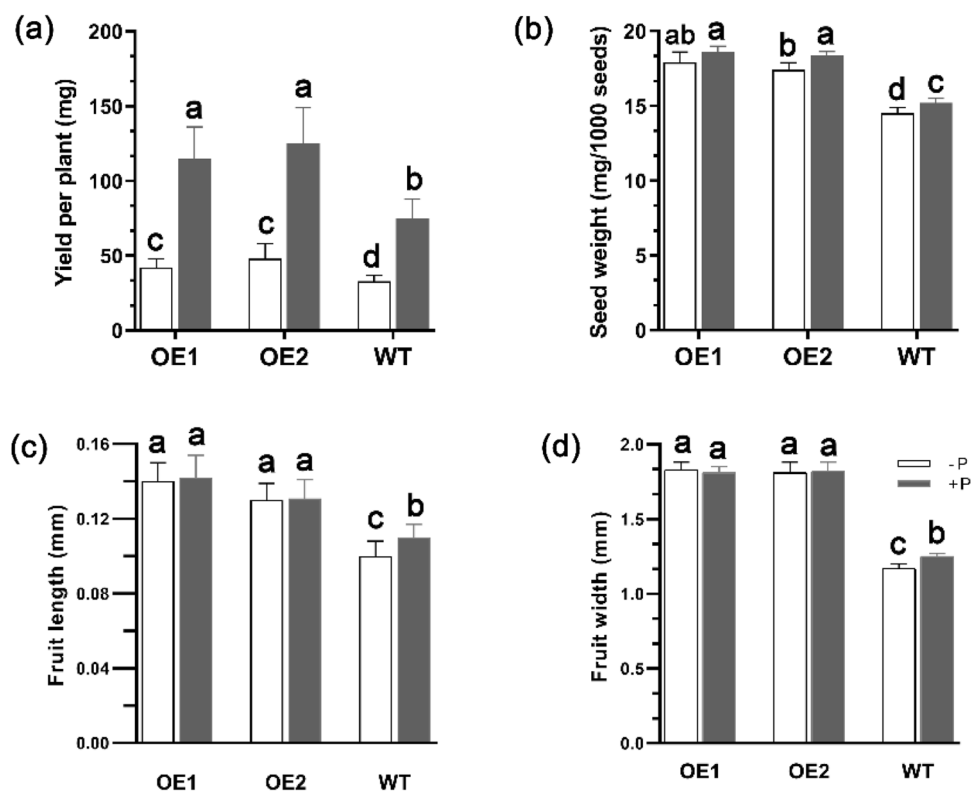 (a)
Yield per plant (mg)
200
150
100
50
0
a
a
b
c
c
d
OE1 OE2 WT
(b)
Seed weight (mg/1000 seeds)
20
15
10
5
0
ab a
b a
d c
OE1 OE2 WT
(c)
Fruit length (mm)
0.16
0.12
0.08
0.04
0.00
a a
a a
c b
OE1 OE2 WT
(d)
Fruit width (mm)
2.0
1.5
1.0
0.5
0.0
a a
a a
c b
-P
+P
OE1 OE2 WT